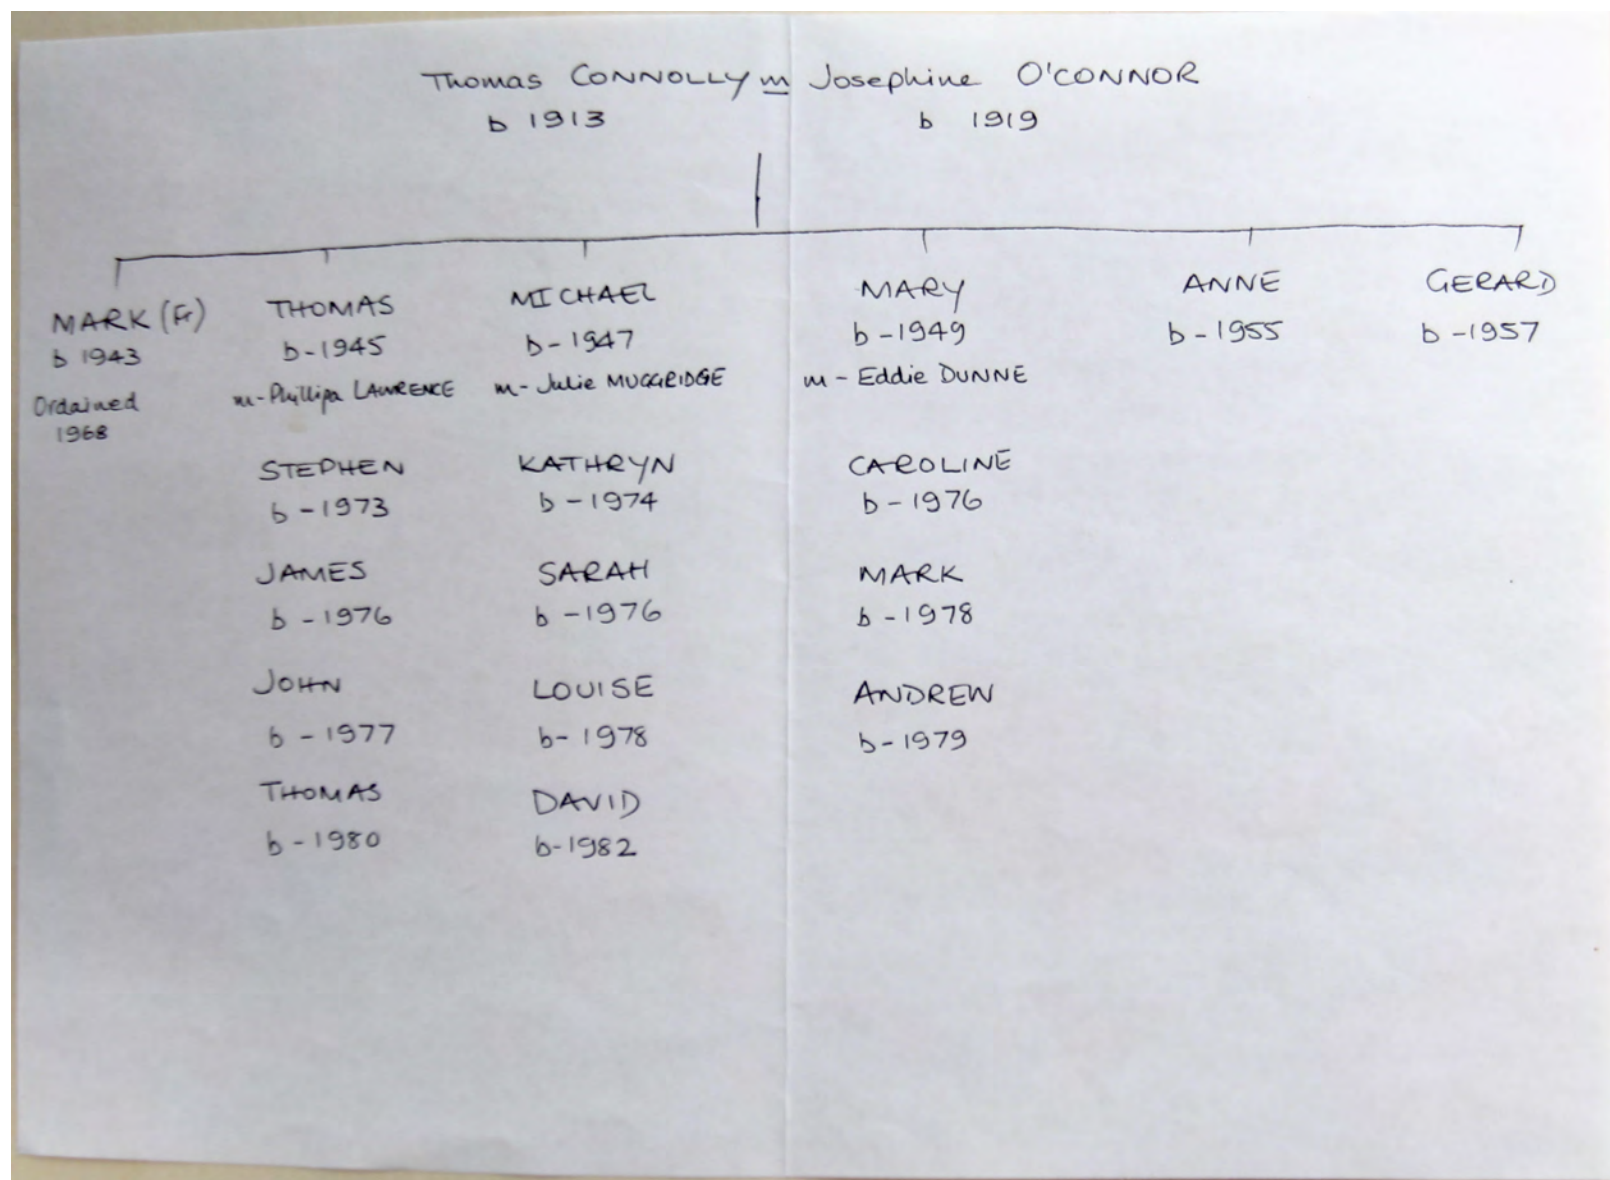 Thomas CONNOLLY m Josephine O'CONNOR
b 1913 b 1919
MARK (Fr) THOMAS MICHAEL MARY ANNE GERARD
b 1943 b-1945 b-1947 b-1949 b-1955 b-1957
Ordained m-Phyllipa LAWRENCE m-Julie MUGGRIDGE m-Eddie DUNNE
1968
STEPHEN KATHRYN CAROLINE
b-1973 b-1974 b-1976
JAMES SARAH MARK
b-1976 b-1976 b-1978
JOHN LOUISE ANDREW
b-1977 b-1978 b-1979
THOMAS DAVID
b-1980 b-1982